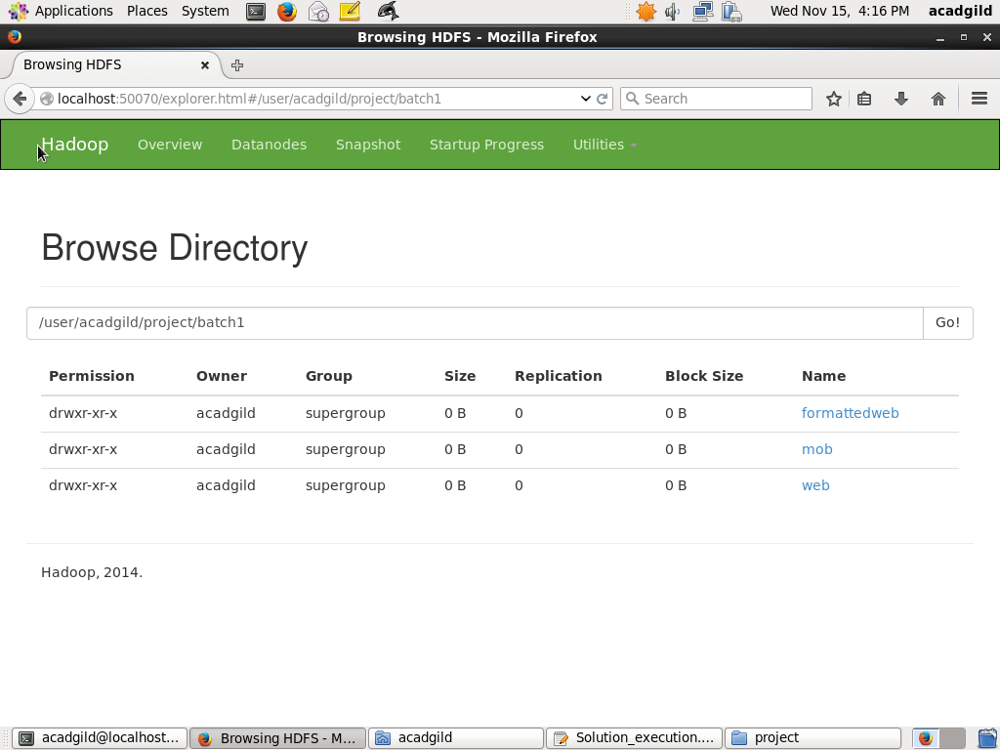 Applications Places System Wed Nov 15, 4:16 PM acadgild
Browsing HDFS - Mozilla Firefox
Browsing HDFS
localhost:50070/explorer.html#/user/acadgild/project/batch1 Search
Hadoop Overview Datanodes Snapshot Startup Progress Utilities
Browse Directory
/user/acadgild/project/batch1 Go!
Permission Owner Group Size Replication Block Size Name
drwxr-xr-x acadgild supergroup 0 B 0 0 B formattedweb
drwxr-xr-x acadgild supergroup 0 B 0 0 B mob
drwxr-xr-x acadgild supergroup 0 B 0 0 B web
Hadoop, 2014.
acadgild@localhost... Browsing HDFS - M... acadgild Solution_execution.... project